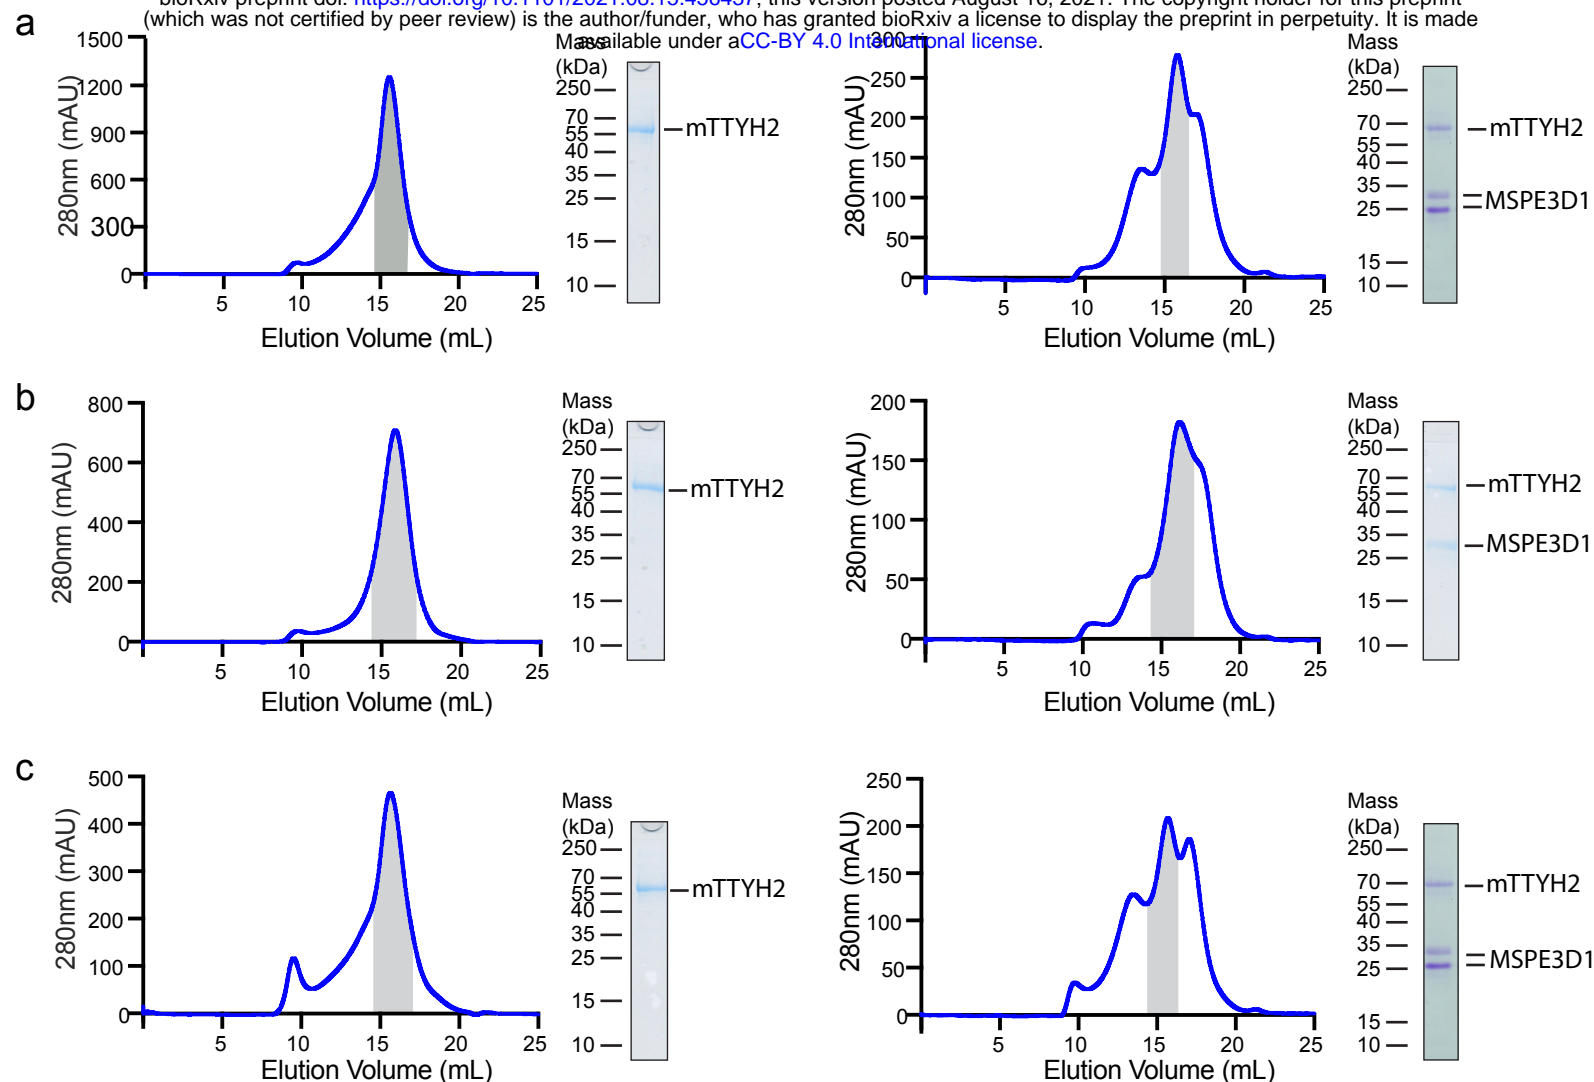 bioRxiv preprint doi: https://doi.org/10.1101/2021.08.15.456437; this version posted August 16, 2021. The copyright holder for this preprint
(which was not certified by peer review) is the author/funder, who has granted bioRxiv a license to display the preprint in perpetuity. It is made
available under aCC-BY 4.0 International license.
a
1500
1200
900
600
300
0
280nm (mAU)
5
10
15
20
25
Elution Volume (mL)
Mass
(kDa)
250
70
55
40
35
25
15
10
mTTYH2
300
250
200
150
100
50
0
280nm (mAU)
5
10
15
20
25
Elution Volume (mL)
Mass
(kDa)
250
70
55
40
35
25
15
10
mTTYH2
MSPE3D1
b
800
600
400
200
0
280nm (mAU)
5
10
15
20
25
Elution Volume (mL)
Mass
(kDa)
250
70
55
40
35
25
15
10
mTTYH2
200
150
100
50
0
280nm (mAU)
5
10
15
20
25
Elution Volume (mL)
Mass
(kDa)
250
70
55
40
35
25
15
10
mTTYH2
MSPE3D1
c
500
400
300
200
100
0
280nm (mAU)
5
10
15
20
25
Elution Volume (mL)
Mass
(kDa)
250
70
55
40
35
25
15
10
mTTYH2
250
200
150
100
50
0
280nm (mAU)
5
10
15
20
25
Elution Volume (mL)
Mass
(kDa)
250
70
55
40
35
25
15
10
mTTYH2
MSPE3D1